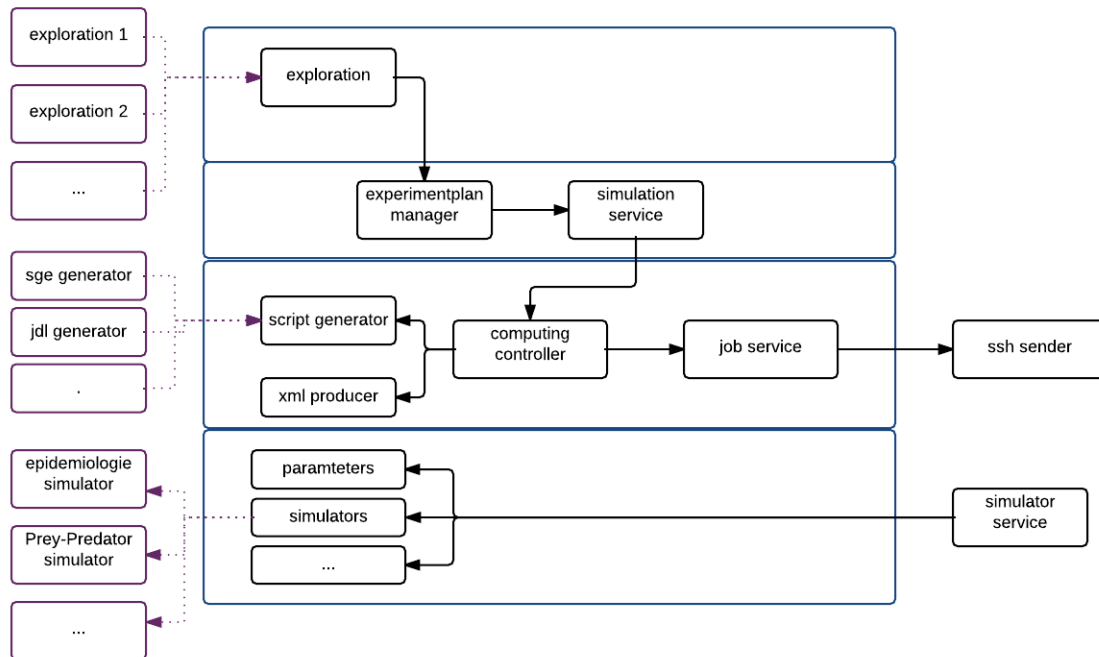 exploration 1
exploration 2
...
exploration
experimentplan
manager
simulation
service
sge generator
jdl generator
.
script generator
xml producer
computing
controller
job service
ssh sender
epidemiologie
simulator
Prey-Predator
simulator
...
paramteters
simulators
...
simulator
service